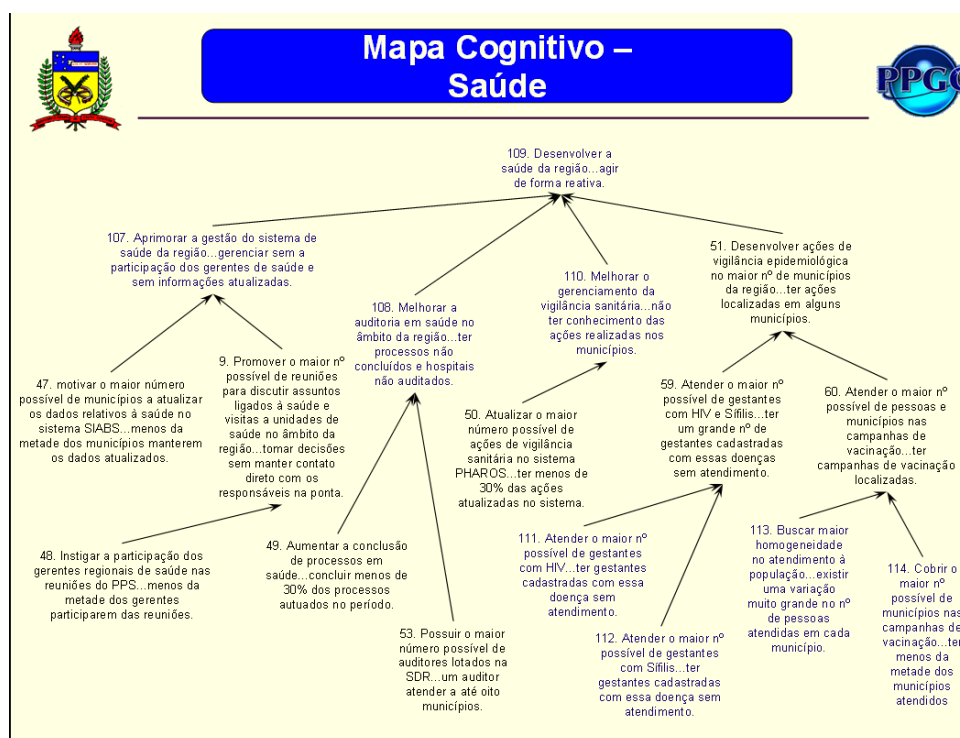 Mapa Cognitivo –
Saúde
PPGC
109. Desenvolver a
saúde da região...agir
de forma reativa.
107. Aprimorar a gestão do sistema de
saúde da região...gerenciar sem a
participação dos gerentes de saúde e
sem informações atualizadas.
108. Melhorar a
auditoria em saúde no
âmbito da região...ter
processos não
concluídos e hospitais
não auditados.
110. Melhorar o
gerenciamento da
vigilância sanitária...não
ter conhecimento das
ações realizadas nos
municípios.
51. Desenvolver ações de
vigilância epidemiológica
no maior nº de municípios
da região...ter ações
localizadas em alguns
municípios.
47. motivar o maior número
possível de municípios a atualizar
os dados relativos à saúde no
sistema SIABS...menos da
metade dos municípios manterem
os dados atualizados.
9. Promover o maior nº
possível de reuniões
para discutir assuntos
ligados à saúde e
visitas a unidades de
saúde no âmbito da
região...tomar decisões
sem manter contato
direto com os
responsáveis na ponta.
50. Atualizar o maior
número possível de
ações de vigilância
sanitária no sistema
PHAROS...ter menos de
30% das ações
atualizadas no sistema.
59. Atender o maior nº
possível de gestantes
com HIV e Sífilis...ter
um grande nº de
gestantes cadastradas
com essas doenças
sem atendimento.
60. Atender o maior nº
possível de pessoas e
municípios nas
campanhas de
vacinação...ter
campanhas de vacinação
localizadas.
48. Instigar a participação dos
gerentes regionais de saúde nas
reuniões do PPS...menos da
metade dos gerentes
participarem das reuniões.
49. Aumentar a conclusão
de processos em
saúde...concluir menos de
30% dos processos
autuados no período.
53. Possuir o maior
número possível de
auditores lotados na
SDR...um auditor
atender a até oito
municípios.
111. Atender o maior nº
possível de gestantes
com HIV...ter gestantes
cadastradas com essa
doença sem
atendimento.
112. Atender o maior nº
possível de gestantes
com Sífilis...ter
gestantes cadastradas
com essa doença sem
atendimento.
113. Buscar maior
homogeneidade
no atendimento à
população...existir
uma variação
muito grande no nº
de pessoas
atendidas em cada
município.
114. Cobrir o
maior nº
possível de
municípios nas
campanhas de
vacinação...ter
menos da
metade dos
municípios
atendidos